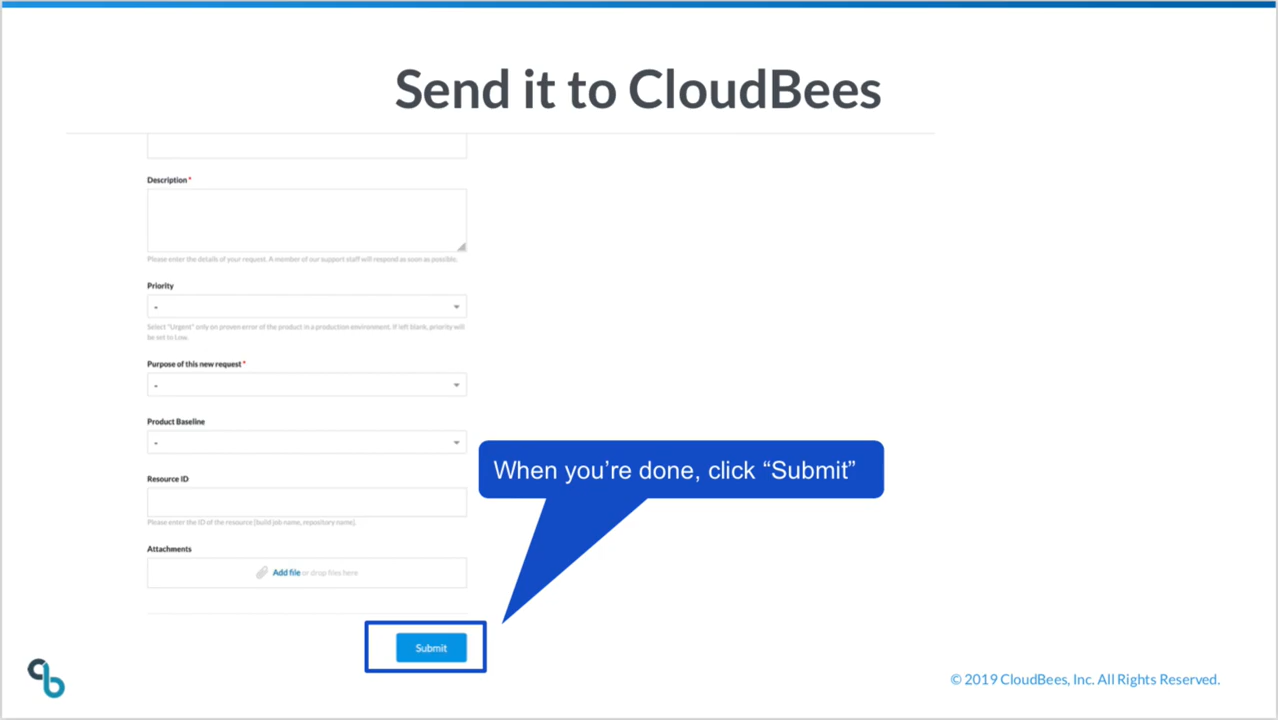 Send it to CloudBees
Description*
Please enter the details of your request. A member of our support staff will respond as soon as possible.
Priority
-
Select "Urgent" only on proven error of the product in a production environment. If left blank, priority will
be set to Low.
Purpose of this new request*
-
Product Baseline
-
When you're done, click “Submit”
Resource ID
Please enter the ID of the resource (build job name, repository name).
Attachments
Add file or drop files here
Submit
© 2019 CloudBees, Inc. All Rights Reserved.